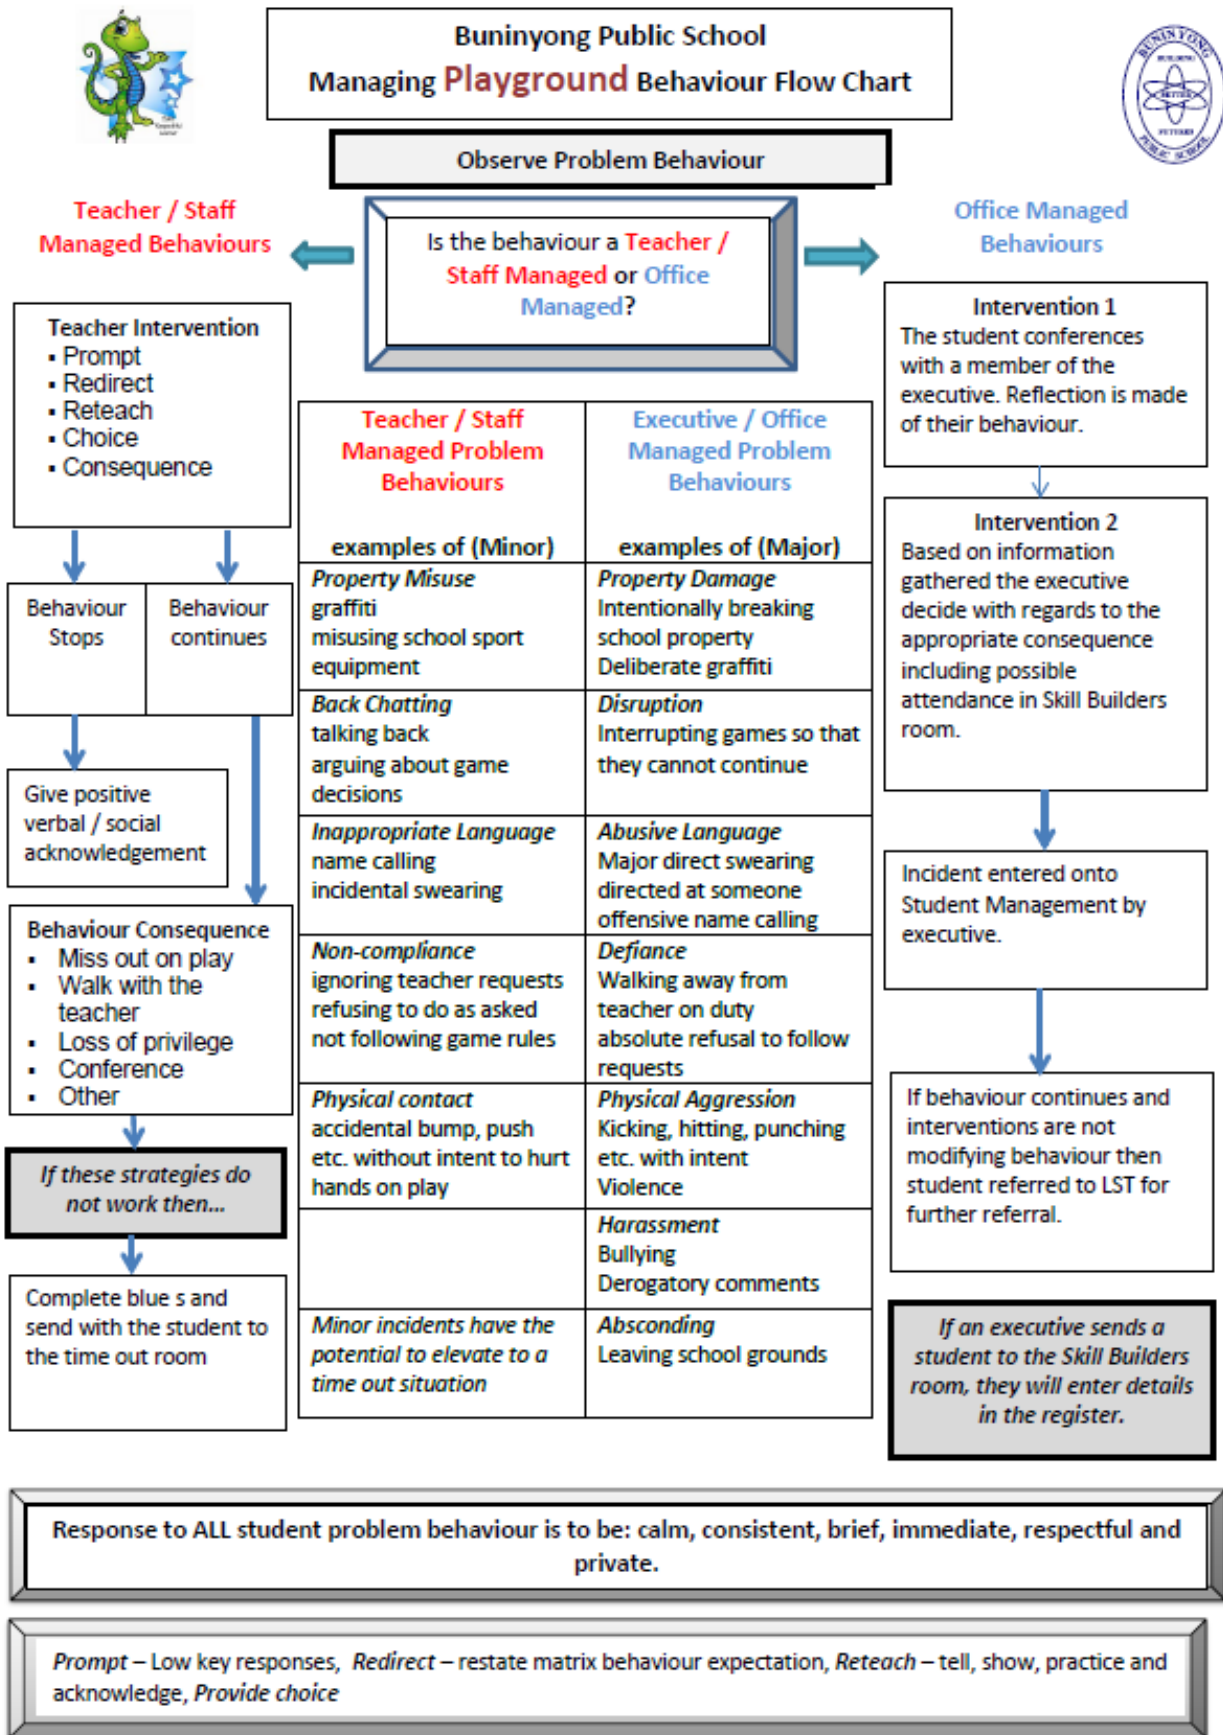 Buninyong Public School
Managing Playground Behaviour Flow Chart
BUNINYONG
BUILDING
BETTER
FUTURES
PUBLIC SCHOOL
Observe Problem Behaviour
Teacher / Staff
Managed Behaviours
Is the behaviour a Teacher /
Staff Managed or Office
Managed?
Office Managed
Behaviours
Teacher Intervention
▪ Prompt
▪ Redirect
▪ Reteach
▪ Choice
▪ Consequence
Behaviour
Stops
Behaviour
continues
Give positive
verbal / social
acknowledgement
Behaviour Consequence
▪ Miss out on play
▪ Walk with the
teacher
▪ Loss of privilege
▪ Conference
▪ Other
If these strategies do
not work then...
Complete blue s and
send with the student to
the time out room
Teacher / Staff
Managed Problem
Behaviours
examples of (Minor)
Executive / Office
Managed Problem
Behaviours
examples of (Major)
Property Misuse
graffiti
misusing school sport
equipment
Property Damage
Intentionally breaking
school property
Deliberate graffiti
Back Chatting
talking back
arguing about game
decisions
Disruption
Interrupting games so that
they cannot continue
Inappropriate Language
name calling
incidental swearing
Abusive Language
Major direct swearing
directed at someone
offensive name calling
Non-compliance
ignoring teacher requests
refusing to do as asked
not following game rules
Defiance
Walking away from
teacher on duty
absolute refusal to follow
requests
Physical contact
accidental bump, push
etc. without intent to hurt
hands on play
Physical Aggression
Kicking, hitting, punching
etc. with intent
Violence
Harassment
Bullying
Derogatory comments
Minor incidents have the
potential to elevate to a
time out situation
Absconding
Leaving school grounds
Intervention 1
The student conferences
with a member of the
executive. Reflection is made
of their behaviour.
Intervention 2
Based on information
gathered the executive
decide with regards to the
appropriate consequence
including possible
attendance in Skill Builders
room.
Incident entered onto
Student Management by
executive.
If behaviour continues and
interventions are not
modifying behaviour then
student referred to LST for
further referral.
If an executive sends a
student to the Skill Builders
room, they will enter details
in the register.
Response to ALL student problem behaviour is to be: calm, consistent, brief, immediate, respectful and
private.
Prompt – Low key responses, Redirect – restate matrix behaviour expectation, Reteach – tell, show, practice and
acknowledge, Provide choice